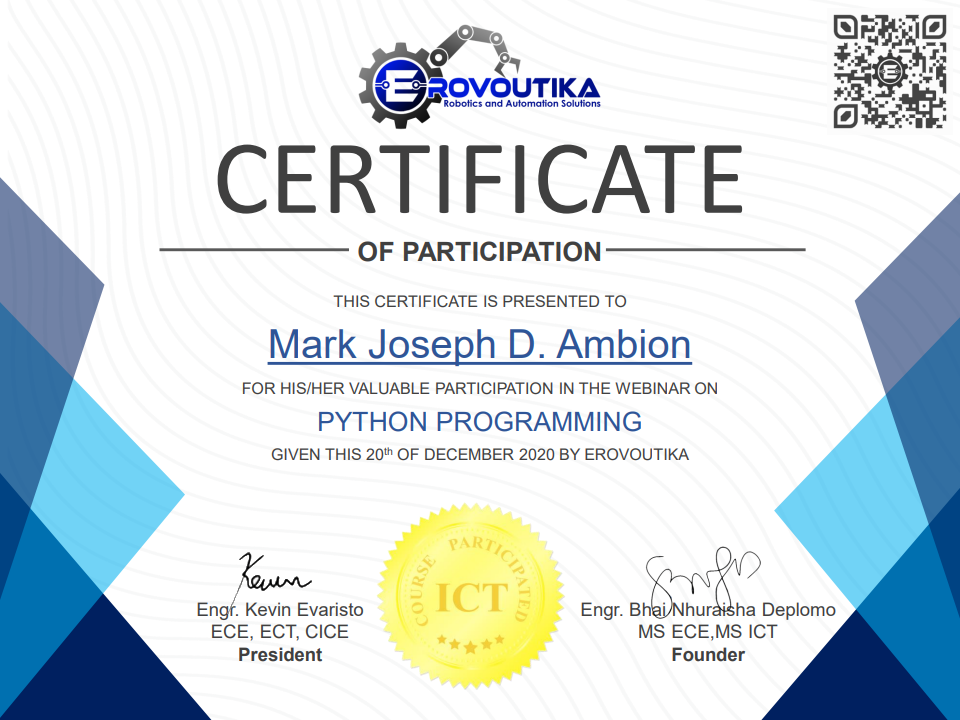 EROVOUTIKA
Robotics and Automation Solutions
CERTIFICATE
OF PARTICIPATION
THIS CERTIFICATE IS PRESENTED TO
Mark Joseph D. Ambion
FOR HIS/HER VALUABLE PARTICIPATION IN THE WEBINAR ON
PYTHON PROGRAMMING
GIVEN THIS 20th OF DECEMBER 2020 BY EROVOUTIKA
COURSE PARTICIPATED
ICT
Kevin
Engr. Kevin Evaristo
ECE, ECT, CICE
President
Engr. Bhai Nhuraisha Deplomo
MS ECE,MS ICT
Founder